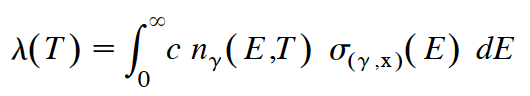 λ(T) = ∫₀^∞ c n_γ(E,T) σ_(γ,x)(E) dE